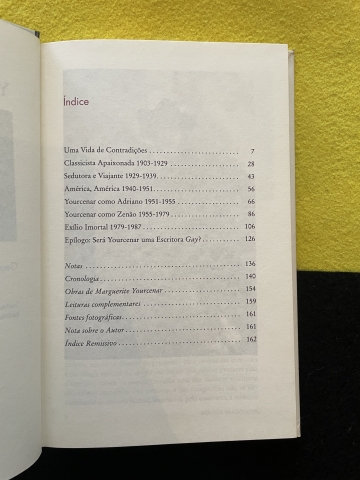 Índice
Uma Vida de Contradições 7
Classicista Apaixonada 1903-1929 28
Sedutora e Viajante 1929-1939 43
América, América 1940-1951 56
Yourcenar como Adriano 1951-1955 66
Yourcenar como Zenão 1955-1979 86
Exílio Imortal 1979-1987 106
Epílogo: Será Yourcenar uma Escritora Gay? 126
Notas 136
Cronologia 140
Obras de Marguerite Yourcenar 154
Leituras complementares 159
Fontes fotográficas 161
Nota sobre o Autor 161
Índice Remissivo 162